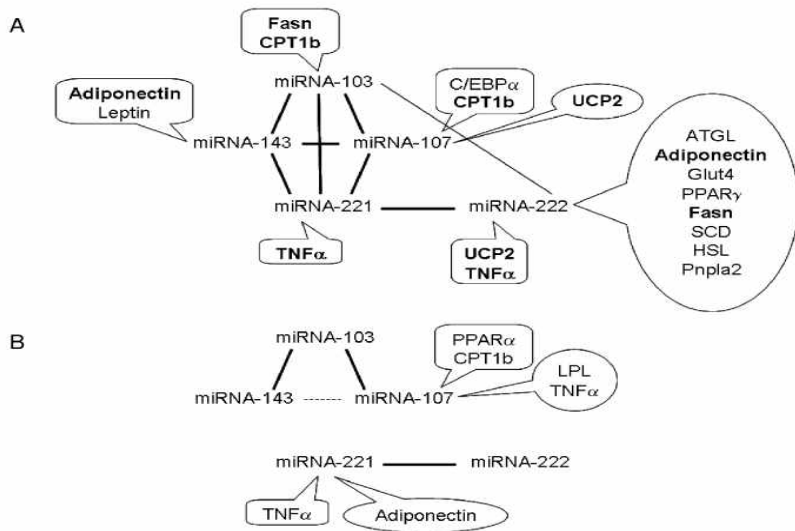 A
Fasn
CPT1b
miRNA-103
Adiponectin
Leptin
C/EBPα
CPT1b
UCP2
miRNA-143
miRNA-107
ATGL
Adiponectin
Glut4
PPARγ
Fasn
SCD
HSL
Pnpla2
miRNA-221
miRNA-222
TNFα
UCP2
TNFα
B
miRNA-103
PPARα
CPT1b
LPL
TNFα
miRNA-143
miRNA-107
miRNA-221
miRNA-222
TNFα
Adiponectin